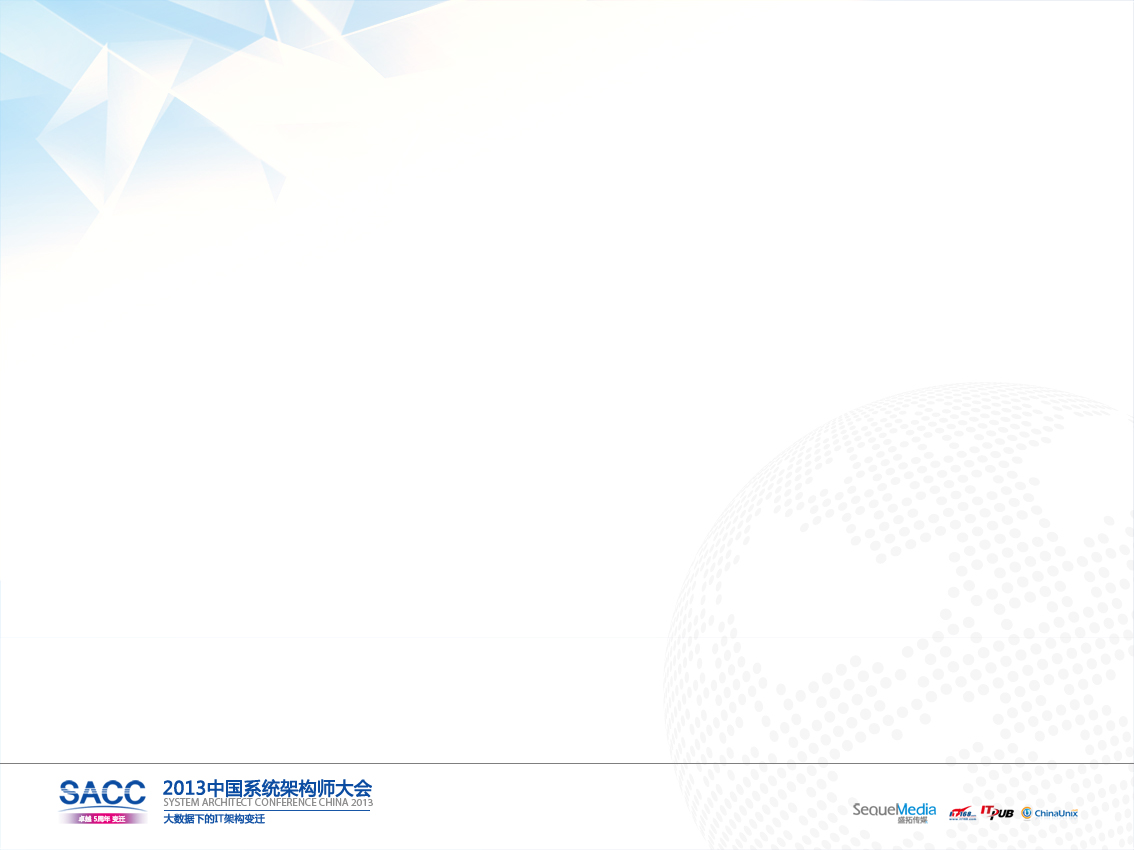 SACC
卓越 5周年 变迁
2013中国系统架构师大会
SYSTEM ARCHITECT CONFERENCE CHINA 2013
大数据下的IT架构变迁
SequeMedia
盛拓传媒
IT168.com
ITPUB
ChinaUnix